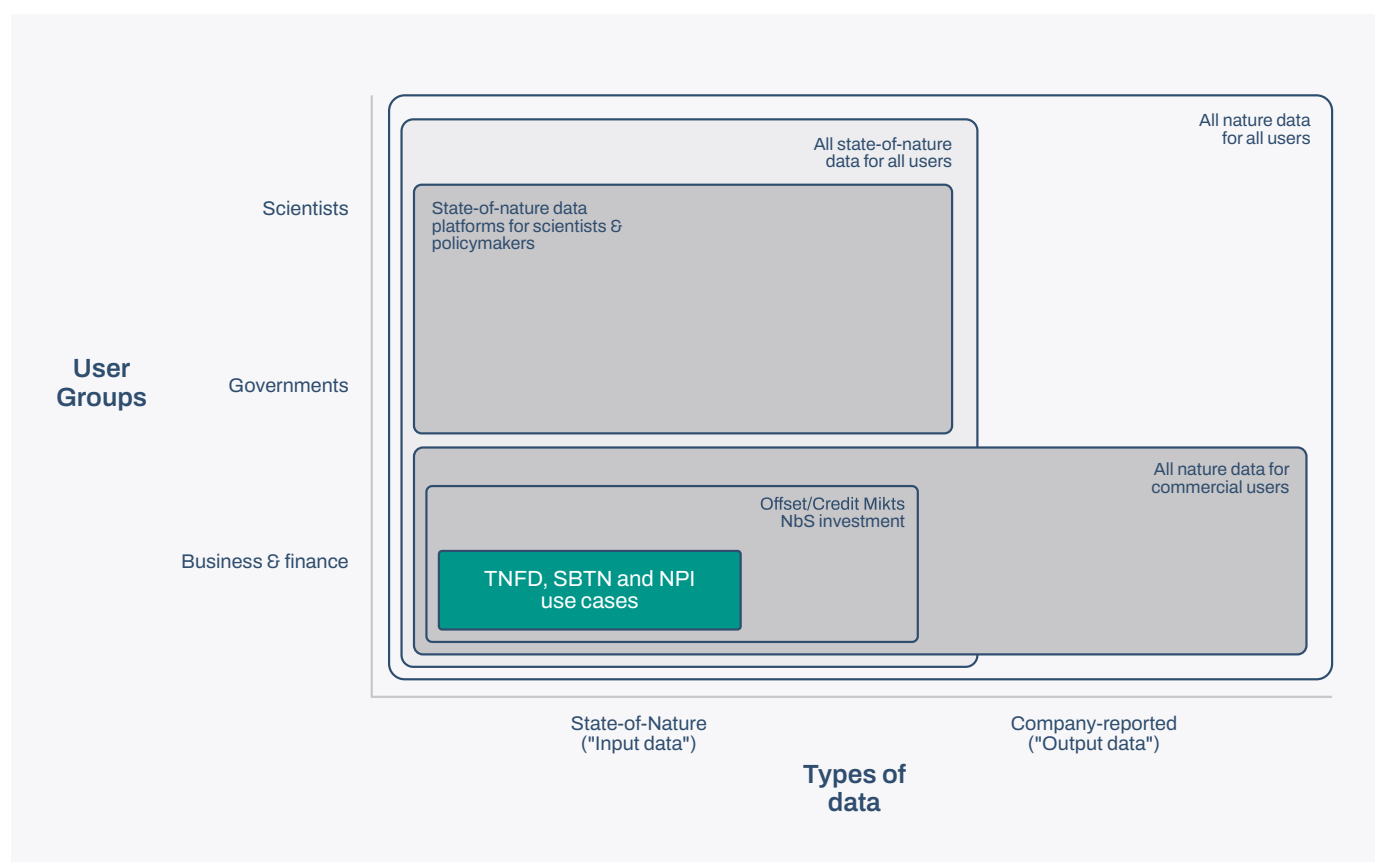 All nature data
for all users
All state-of-nature
data for all users
Scientists
State-of-nature data
platforms for scientists &
policymakers
User
Groups
Governments
All nature data for
commercial users
Offset/Credit Mikts
NbS investment
Business & finance
TNFD, SBTN and NPI
use cases
State-of-Nature
("Input data")
Company-reported
("Output data")
Types of
data